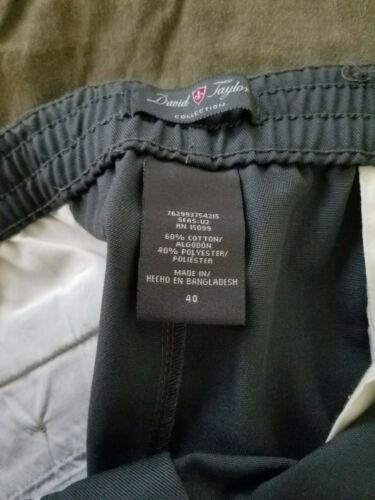 David Taylor
COLLECTION
762993754215
SEAS-U2
RN 15099
60% COTTON/
ALGODÓN
40% POLYESTER/
POLIÉSTER
MADE IN/
HECHO EN BANGLADESH
40